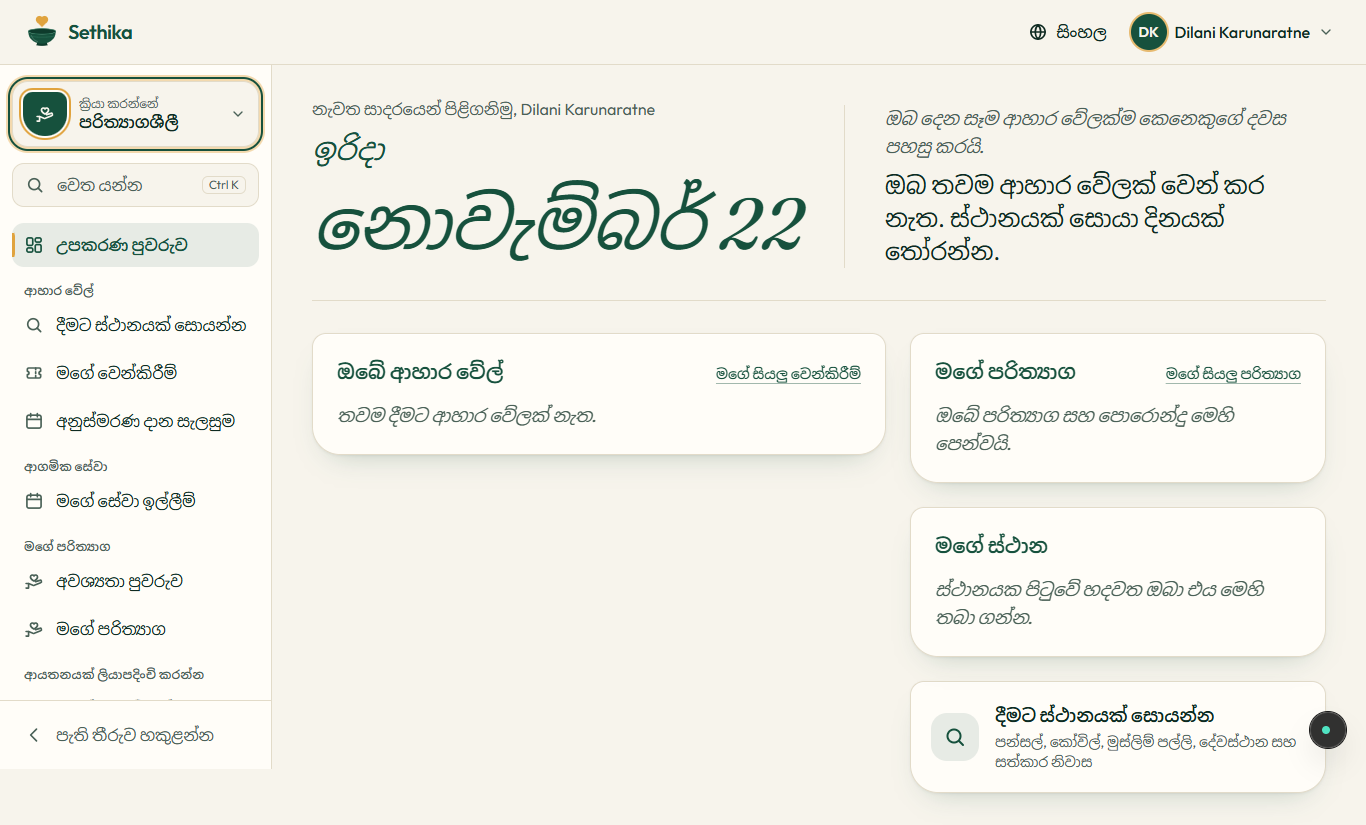 Sethika
සිංහල
DK
Dilani Karunaratne
ක්‍රියා කරන්නේ
පරිත්‍යාගශීලී
වෙත යන්න
Ctrl K
උපකරණ පුවරුව
ආහාර වේල්
දීමට ස්ථානයක් සොයන්න
මගේ වෙන්කිරීම්
අනුස්මරණ දාන සැලසුම
ආගමික සේවා
මගේ සේවා ඉල්ලීම්
මගේ පරිත්‍යාග
අවශ්‍යතා පුවරුව
මගේ පරිත්‍යාග
ආයතනයක් ලියාපදිංචි කරන්න
පැති තීරුව හකුළන්න
නැවත සාදරයෙන් පිළිගනිමු, Dilani Karunaratne
ඉරිදා
නොවැම්බර් 22
ඔබ දෙන සෑම ආහාර වේලක්ම කෙනෙකුගේ දවස
පහසු කරයි.
ඔබ තවම ආහාර වේලක් වෙන් කර
නැත. ස්ථානයක් සොයා දිනයක්
තෝරන්න.
ඔබේ ආහාර වේල්
මගේ සියලු වෙන්කිරීම්
තවම දීමට ආහාර වේලක් නැත.
මගේ පරිත්‍යාග
මගේ සියලු පරිත්‍යාග
ඔබේ පරිත්‍යාග සහ පොරොන්දු මෙහි
පෙන්වයි.
මගේ ස්ථාන
ස්ථානයක පිටුවේ හදවත ඔබා එය මෙහි
තබා ගන්න.
දීමට ස්ථානයක් සොයන්න
පන්සල්, කෝවිල්, මුස්ලිම් පල්ලි, දේවස්ථාන සහ
සත්කාර නිවාස